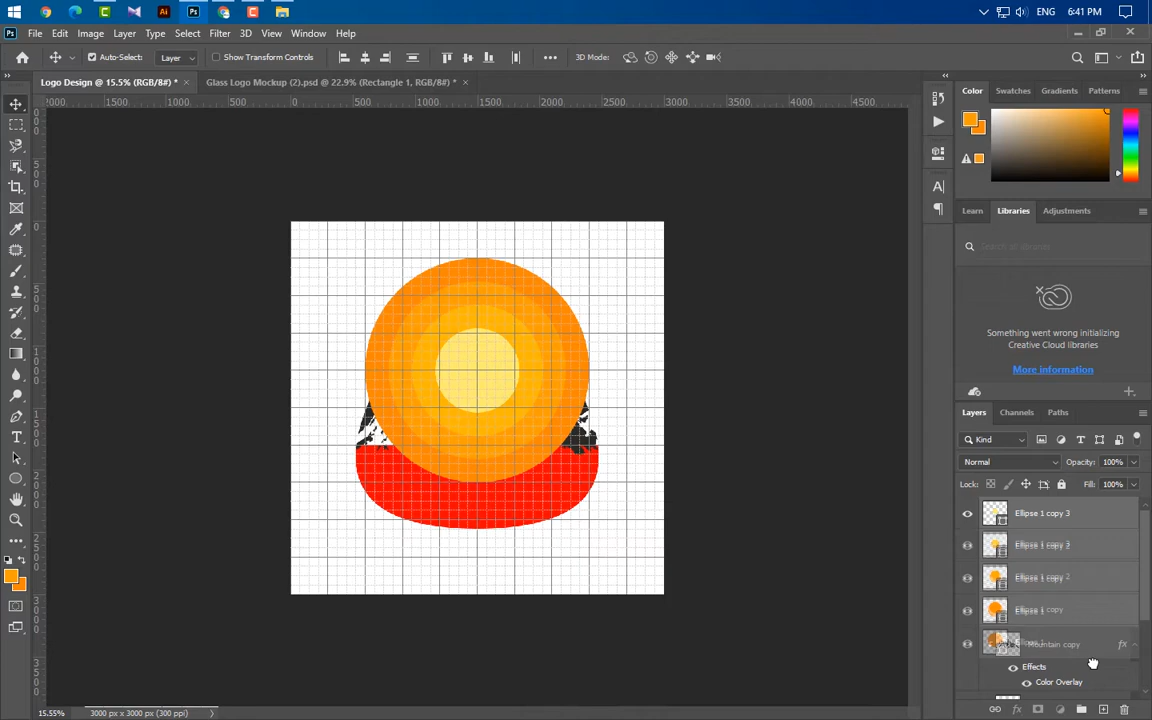 ENG 6:41 PM
File Edit Image Layer Type Select Filter 3D View Window Help
Auto-Select: Layer Show Transform Controls 3D Mode:
Logo Design @ 15.5% (RGB/8#) * Glass Logo Mockup (2).psd @ 22.9% (Rectangle 1, RGB/8#) *
2000 1500 1000 500 0 500 1000 1500 2000 2500 3000 3500 4000 4500
Color Swatches Gradients Patterns
Learn Libraries Adjustments
Something went wrong initializing
Creative Cloud libraries
More information
Layers Channels Paths
Kind
Normal Opacity: 100%
Lock: Fill: 100%
Ellipse 1 copy 3
Ellipse 1 copy 2
Ellipse 1 copy
Mountain copy fx
Effects
Color Overlay
15.55% 3000 px x 3000 px (300 ppi)